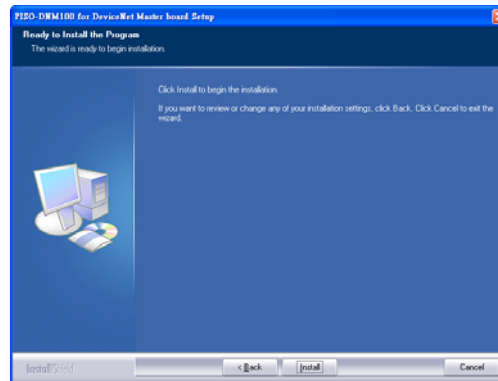 PISO-DNM100 for DeviceNet Master board Setup
Ready to Install the Program
The wizard is ready to begin installation.
Click Install to begin the installation.
If you want to review or change any of your installation settings, click Back. Click Cancel to exit the
wizard.
InstallShield
< Back
Install
Cancel